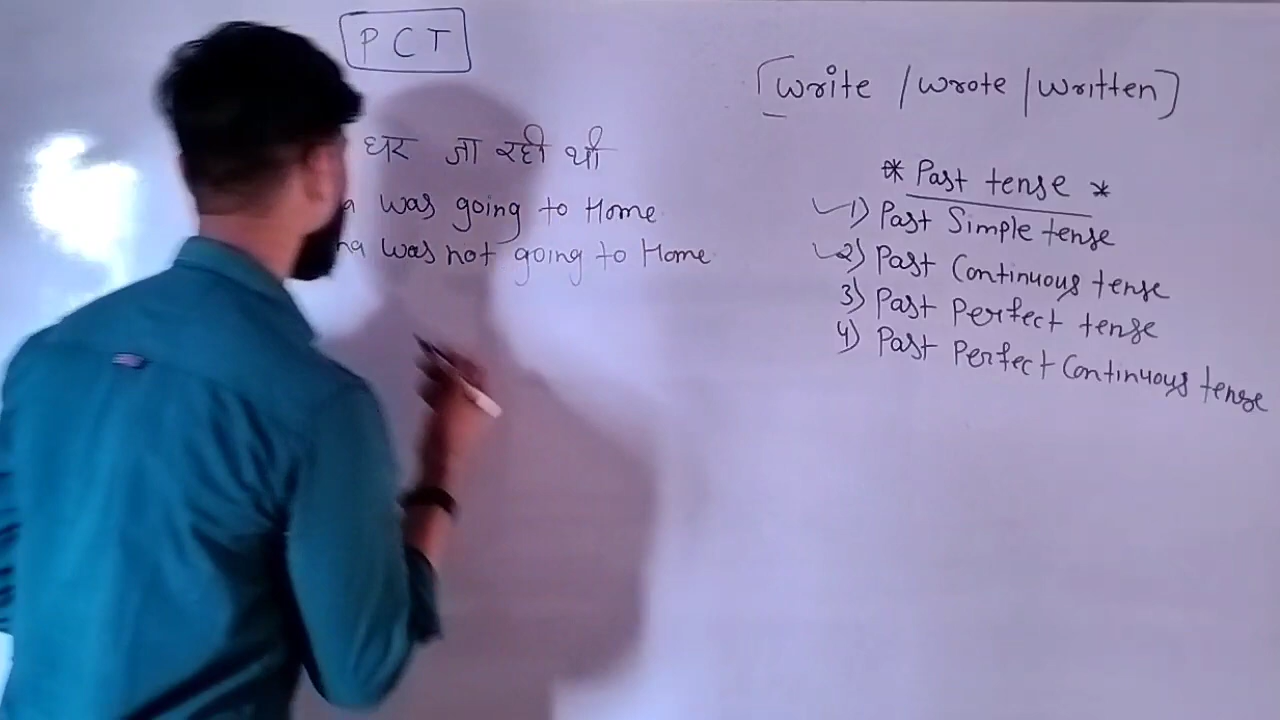 PCT
घर जा रही थी
was going to Home
was not going to Home
[write / wrote / written]
* Past tense *
1) Past Simple tense
2) Past Continuous tense
3) Past Perfect tense
4) Past Perfect Continuous tense